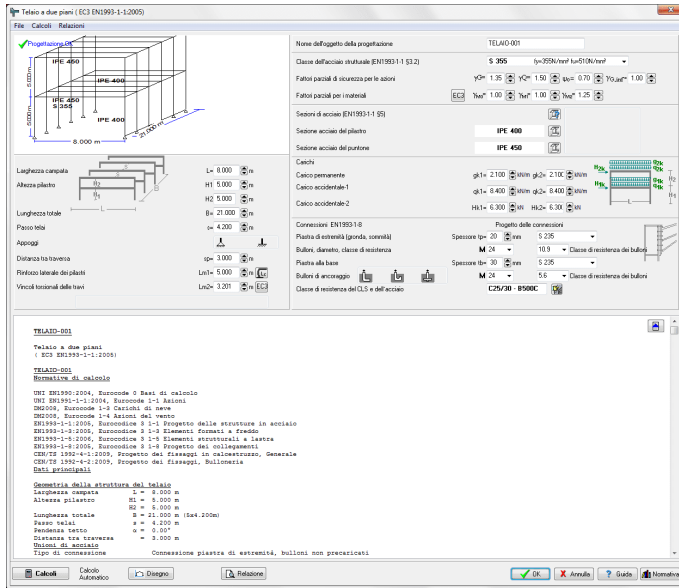 Telaio a due piani ( EC3 EN1993-1-1:2005)
File Calcoli Relazioni
Progettazione OK
IPE 450
IPE 400
IPE 450
S 355
IPE 400
5.000m
5.000m
8.000 m
21.000 m
Nome dell'oggetto della progettazione TELAIO-001
Classe dell'acciaio strutturale (EN1993-1-1 §3.2) S 355 fy=355N/mm² fu=510N/mm²
Fattori parziali di sicurezza per le azioni γG= 1.35 γQ= 1.50 ψo= 0.70 γG,inf= 1.00
Fattori parziali per i materiali EC3 γM0= 1.00 γM1= 1.00 γM2= 1.25
Sezioni di acciaio (EN1993-1-1 §5)
Sezione acciaio del pilastro IPE 400
Sezione acciaio del puntone IPE 450
Larghezza campata L= 8.000 m
Altezza pilastro H1 5.000 m
H2 5.000 m
Lunghezza totale B= 21.000 m
Passo telai s= 4.200 m
Appoggi
Distanza tra traversa sp= 3.000 m
Rinforzo laterale dei pilastri Lm1= 5.000 m
Vincoli torsionali delle travi Lm2= 3.201 m EC3
Carichi
Carico permanente gk1= 2.100 kN/m gk2= 2.100 kN/m
Carico accidentale-1 qk1= 8.400 kN/m qk2= 8.400 kN/m
Carico accidentale-2 Hk1= 6.300 kN Hk2= 6.300 kN
Connessioni EN1993-1-8 Progetto delle connessioni
Piastra di estremità (gronda, sommità) Spessore tp= 20 mm S 235
Bulloni, diametro, classe di resistenza M 24 10.9 Classe di resistenza dei bulloni
Piastra alla base Spessore tb= 30 mm S 235
Bulloni di ancoraggio M 24 5.6 Classe di resistenza dei bulloni
Classe di resistenza del CLS e dell'acciaio C25/30 - B500C
TELAIO-001
Telaio a due piani
( EC3 EN1993-1-1:2005)
TELAIO-001
Normative di calcolo
UNI EN1990:2004, Eurocode 0 Basi di calcolo
UNI EN1991-1-1:2004, Eurocode 1-1 Azioni
DM2008, Eurocode 1-3 Carichi di neve
DM2008, Eurocode 1-4 Azioni del vento
EN1993-1-1:2005, Eurocodice 3 1-1 Progetto delle strutture in acciaio
EN1993-1-3:2005, Eurocodice 3 1-3 Elementi formati a freddo
EN1993-1-5:2006, Eurocodice 3 1-5 Elementi strutturali a lastra
EN1993-1-8:2005, Eurocodice 3 1-8 Progetto dei collegamenti
CEN/TS 1992-4-1:2009, Progetto dei fissaggi in calcestruzzo, Generale
CEN/TS 1992-4-2:2009, Progetto dei fissaggi, Bulloneria
Dati principali
Geometria della struttura del telaio
Larghezza campata L = 8.000 m
Altezza pilastro H1 = 5.000 m
H2 = 5.000 m
Lunghezza totale B = 21.000 m (5x4.200m)
Passo telai s = 4.200 m
Pendenza tetto α = 0.00°
Distanza tra traversa = 3.000 m
Unioni di acciaio
Tipo di connessione Connessione piastra di estremità, bulloni non precaricati
Calcoli
Calcolo Automatico
Disegno
Relazione
OK
Annulla
Guida
Normativa